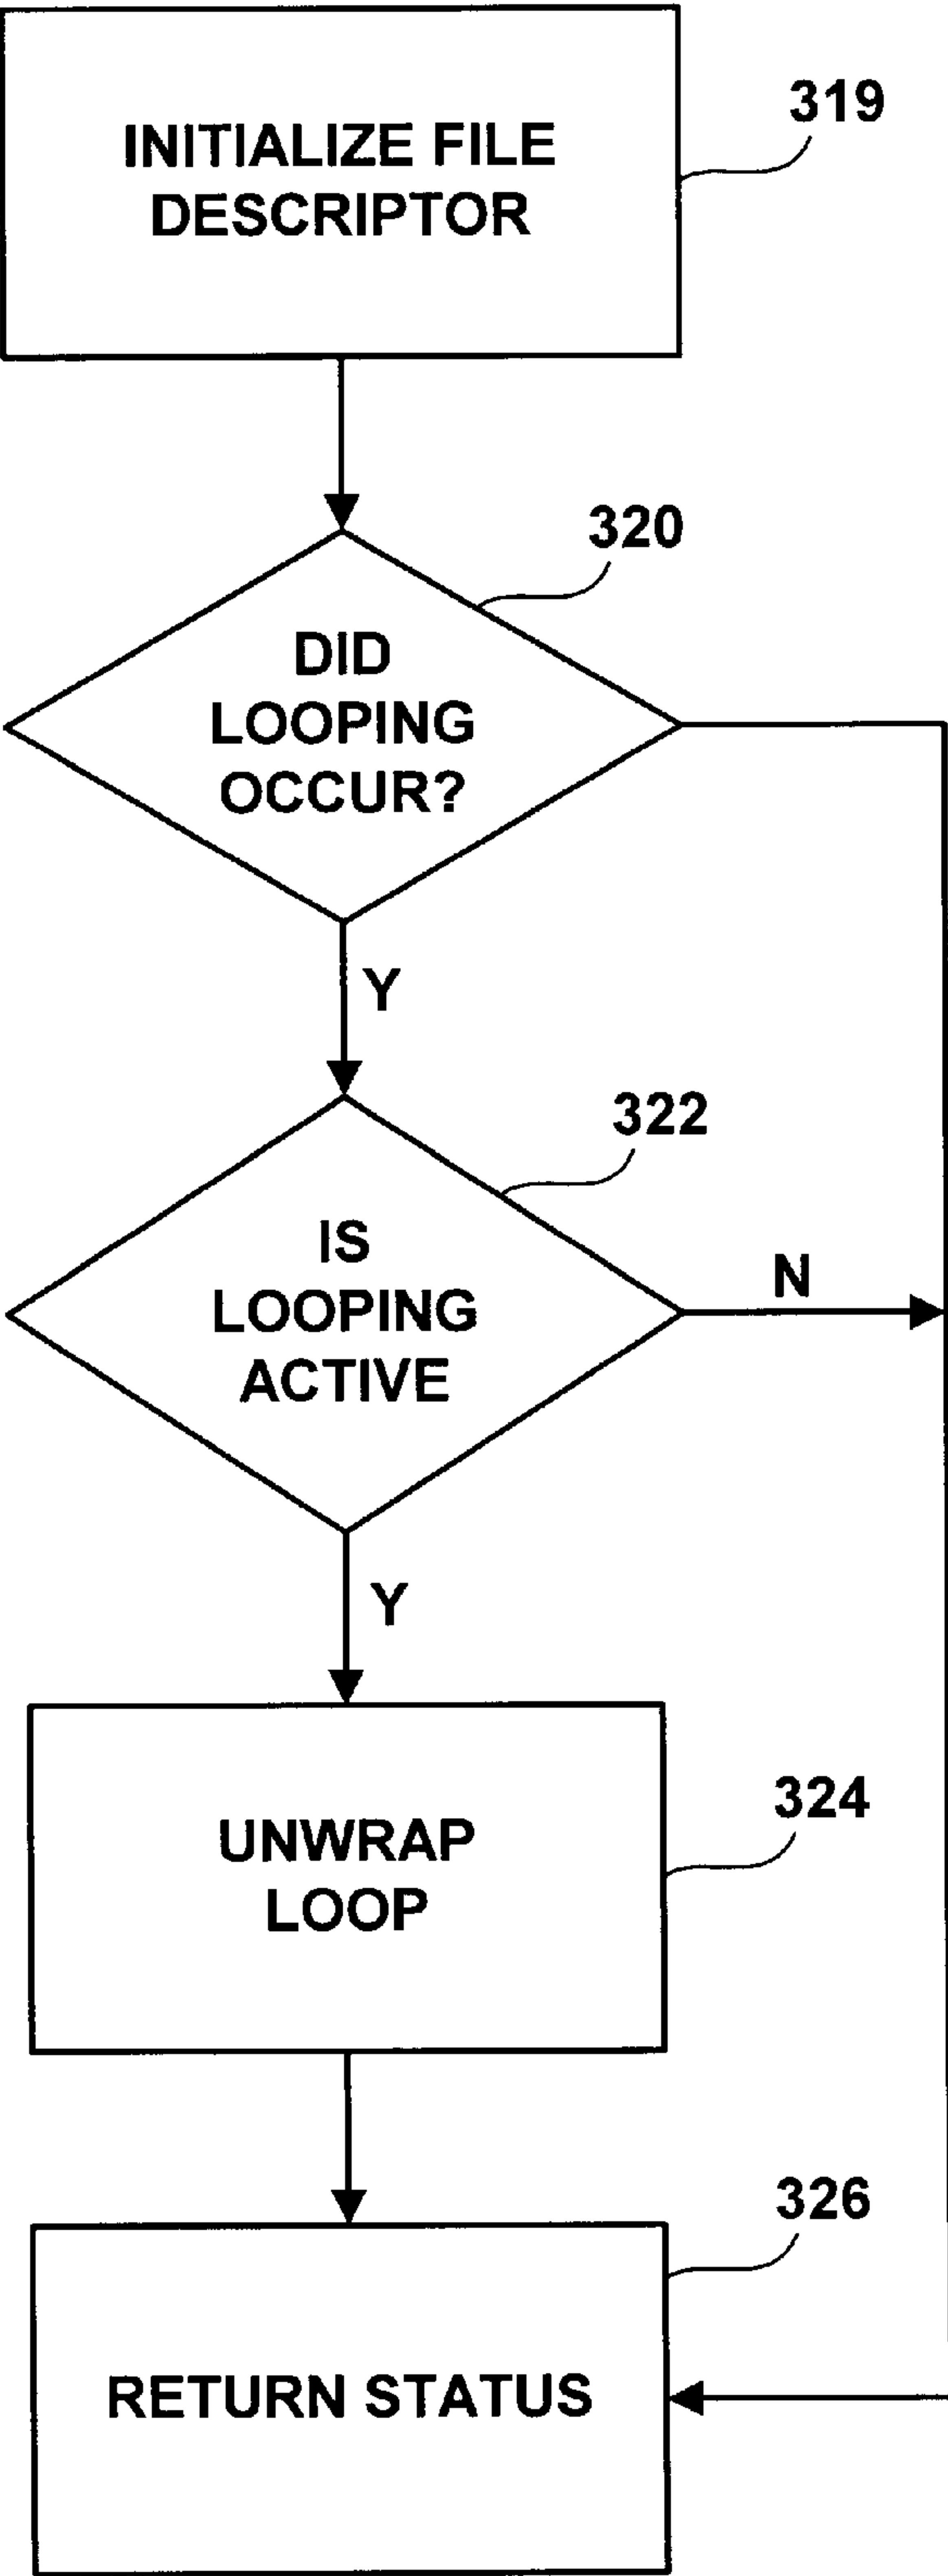 INITIALIZE FILE
DESCRIPTOR
319
320
DID
LOOPING
OCCUR?
Y
322
IS
LOOPING
ACTIVE
N
Y
324
UNWRAP
LOOP
326
RETURN STATUS